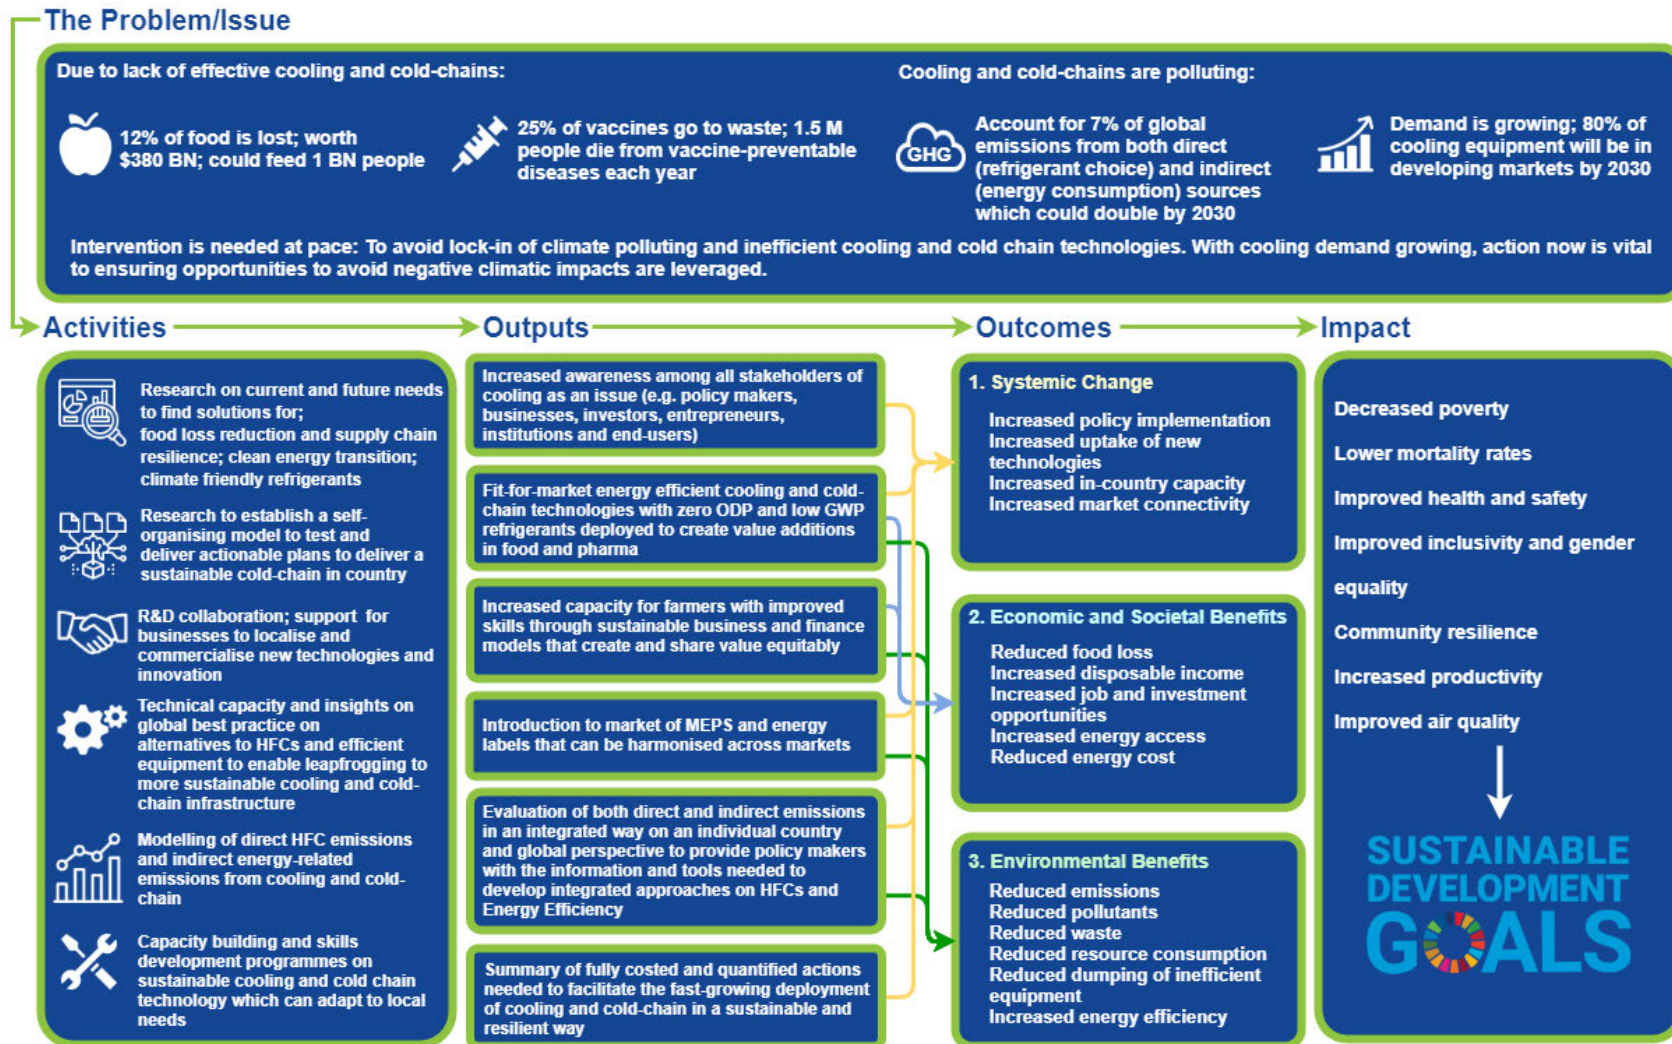 The Problem/Issue
Due to lack of effective cooling and cold-chains:
12% of food is lost; worth
$380 BN; could feed 1 BN people
25% of vaccines go to waste; 1.5 M
people die from vaccine-preventable
diseases each year
Cooling and cold-chains are polluting:
GHG
Account for 7% of global
emissions from both direct
(refrigerant choice) and indirect
(energy consumption) sources
which could double by 2030
Demand is growing; 80% of
cooling equipment will be in
developing markets by 2030
Intervention is needed at pace: To avoid lock-in of climate polluting and inefficient cooling and cold chain technologies. With cooling demand growing, action now is vital
to ensuring opportunities to avoid negative climatic impacts are leveraged.
Activities
Research on current and future needs
to find solutions for;
food loss reduction and supply chain
resilience; clean energy transition;
climate friendly refrigerants
Research to establish a self-
organising model to test and
deliver actionable plans to deliver a
sustainable cold-chain in country
R&D collaboration; support for
businesses to localise and
commercialise new technologies and
innovation
Technical capacity and insights on
global best practice on
alternatives to HFCs and efficient
equipment to enable leapfrogging to
more sustainable cooling and cold-
chain infrastructure
Modelling of direct HFC emissions
and indirect energy-related
emissions from cooling and cold-
chain
Capacity building and skills
development programmes on
sustainable cooling and cold chain
technology which can adapt to local
needs
Outputs
Increased awareness among all stakeholders of
cooling as an issue (e.g. policy makers,
businesses, investors, entrepreneurs,
institutions and end-users)
Fit-for-market energy efficient cooling and cold-
chain technologies with zero ODP and low GWP
refrigerants deployed to create value additions
in food and pharma
Increased capacity for farmers with improved
skills through sustainable business and finance
models that create and share value equitably
Introduction to market of MEPS and energy
labels that can be harmonised across markets
Evaluation of both direct and indirect emissions
in an integrated way on an individual country
and global perspective to provide policy makers
with the information and tools needed to
develop integrated approaches on HFCs and
Energy Efficiency
Summary of fully costed and quantified actions
needed to facilitate the fast-growing deployment
of cooling and cold-chain in a sustainable and
resilient way
Outcomes
1. Systemic Change
Increased policy implementation
Increased uptake of new
technologies
Increased in-country capacity
Increased market connectivity
2. Economic and Societal Benefits
Reduced food loss
Increased disposable income
Increased job and investment
opportunities
Increased energy access
Reduced energy cost
3. Environmental Benefits
Reduced emissions
Reduced pollutants
Reduced waste
Reduced resource consumption
Reduced dumping of inefficient
equipment
Increased energy efficiency
Impact
Decreased poverty
Lower mortality rates
Improved health and safety
Improved inclusivity and gender
equality
Community resilience
Increased productivity
Improved air quality
SUSTAINABLE
DEVELOPMENT
GOALS